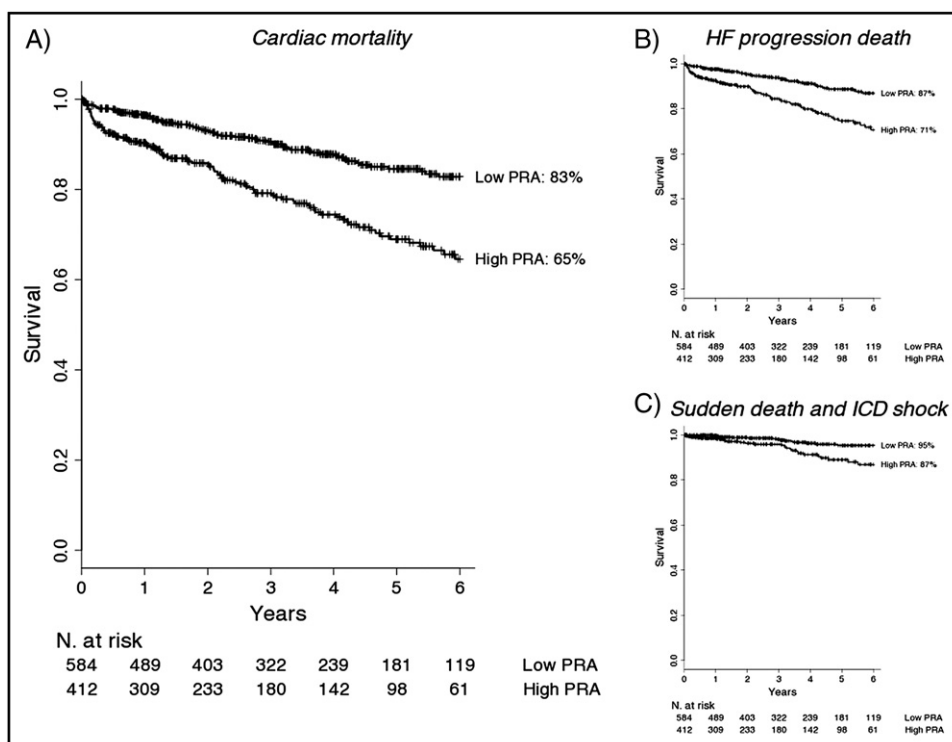 A) Cardiac mortality
1.0
0.8
0.6
0.4
0.2
0.0
Survival
Low PRA: 83%
High PRA: 65%
0 1 2 3 4 5 6
Years
N. at risk
584 489 403 322 239 181 119 Low PRA
412 309 233 180 142 98 61 High PRA
B) HF progression death
1.0
0.8
0.6
0.4
0.2
0.0
Survival
Low PRA: 87%
High PRA: 71%
0 1 2 3 4 5 6
Years
N. at risk
584 489 403 322 239 181 119 Low PRA
412 309 233 180 142 98 61 High PRA
C) Sudden death and ICD shock
1.0
0.8
0.6
0.4
0.2
0.0
Survival
Low PRA: 95%
High PRA: 87%
0 1 2 3 4 5 6
Years
N. at risk
584 489 403 322 239 181 119 Low PRA
412 309 233 180 142 98 61 High PRA